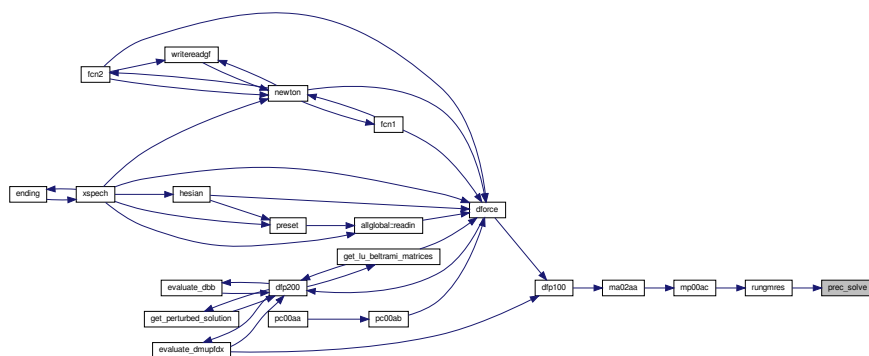 writereadgf
fcn2
newton
fcn1
ending
xspech
hesian
dforce
preset
allglobal::readin
get_lu_beltrami_matrices
evaluate_dbb
dfp200
dfp100
ma02aa
mp00ac
rungmres
prec_solve
get_perturbed_solution
pc00aa
pc00ab
evaluate_dmupfdx